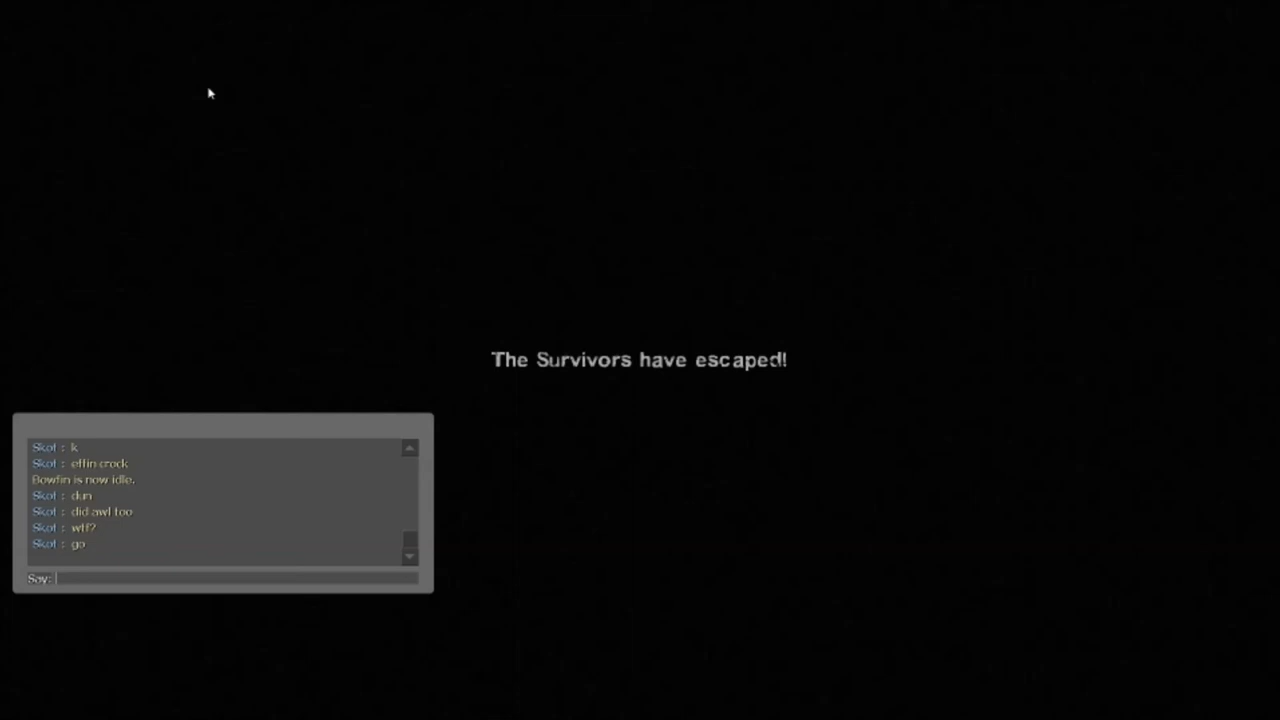 The Survivors have escaped!
Skot : k
Skot : effin crock
Bowfin is now idle.
Skot : dun
Skot : did awl too
Skot : wtf?
Skot : go
Say: